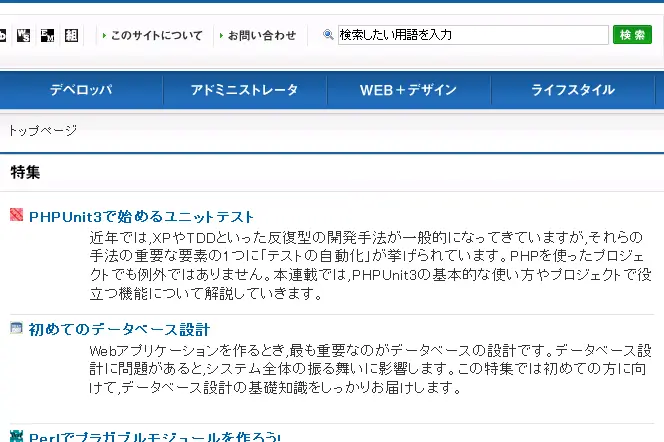 このサイトについて お問い合わせ 検索したい用語を入力 検索
デベロッパ アドミニストレータ WEB+デザイン ライフスタイル
トップページ
特集
PHPUnit3で始めるユニットテスト
近年では,XPやTDDといった反復型の開発手法が一般的になってきていますが,それらの
手法の重要な要素の1つに「テストの自動化」が挙げられています。PHPを使ったプロジェ
クトでも例外ではありません。本連載では,PHPUnit3の基本的な使い方やプロジェクトで役
立つ機能について解説していきます。
初めてのデータベース設計
Webアプリケーションを作るとき,最も重要なのがデータベースの設計です。データベース設
計に問題があると,システム全体の振る舞いに影響します。この特集では初めての方に向
けて,データベース設計の基礎知識をしっかりお届けします。
Perlでプラガブルモジュールを作ろう!